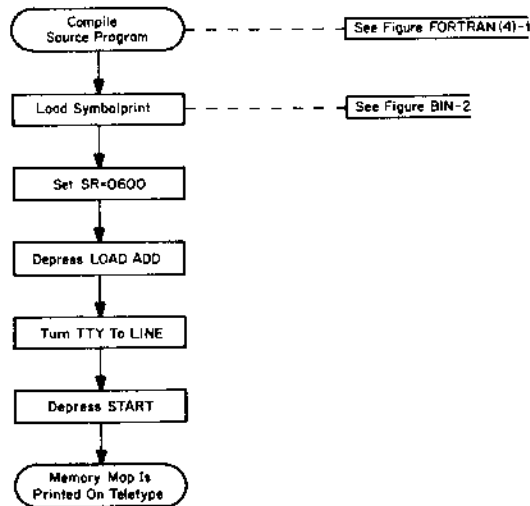 Compile
Source Program
See Figure FORTRAN(4)-1
Load Symbolprint
See Figure BIN-2
Set SR=0600
Depress LOAD ADD
Turn TTY To LINE
Depress START
Memory Map Is
Printed On Teletype